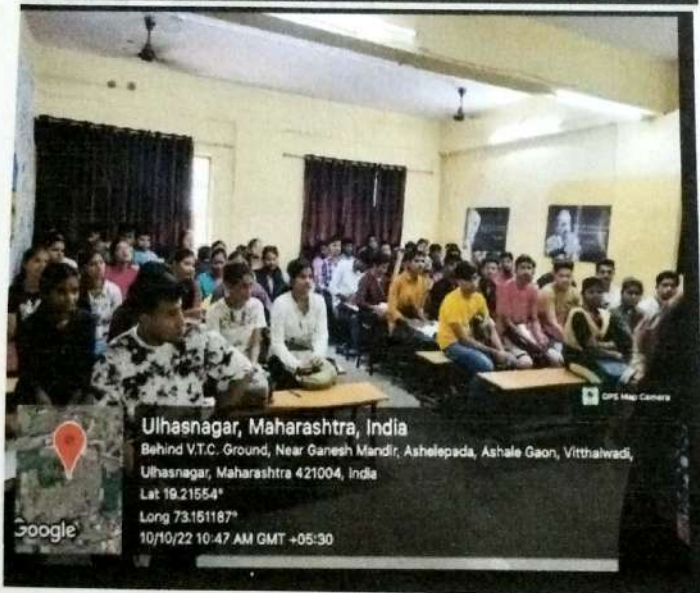 GPS Map Camera
Ulhasnagar, Maharashtra, India
Behind V.T.C. Ground, Near Ganesh Mandir, Ashelepada, Ashale Gaon, Vitthalwadi,
Ulhasnagar, Maharashtra 421004, India
Lat 19.21554°
Long 73.151187°
10/10/22 10:47 AM GMT +05:30
Google